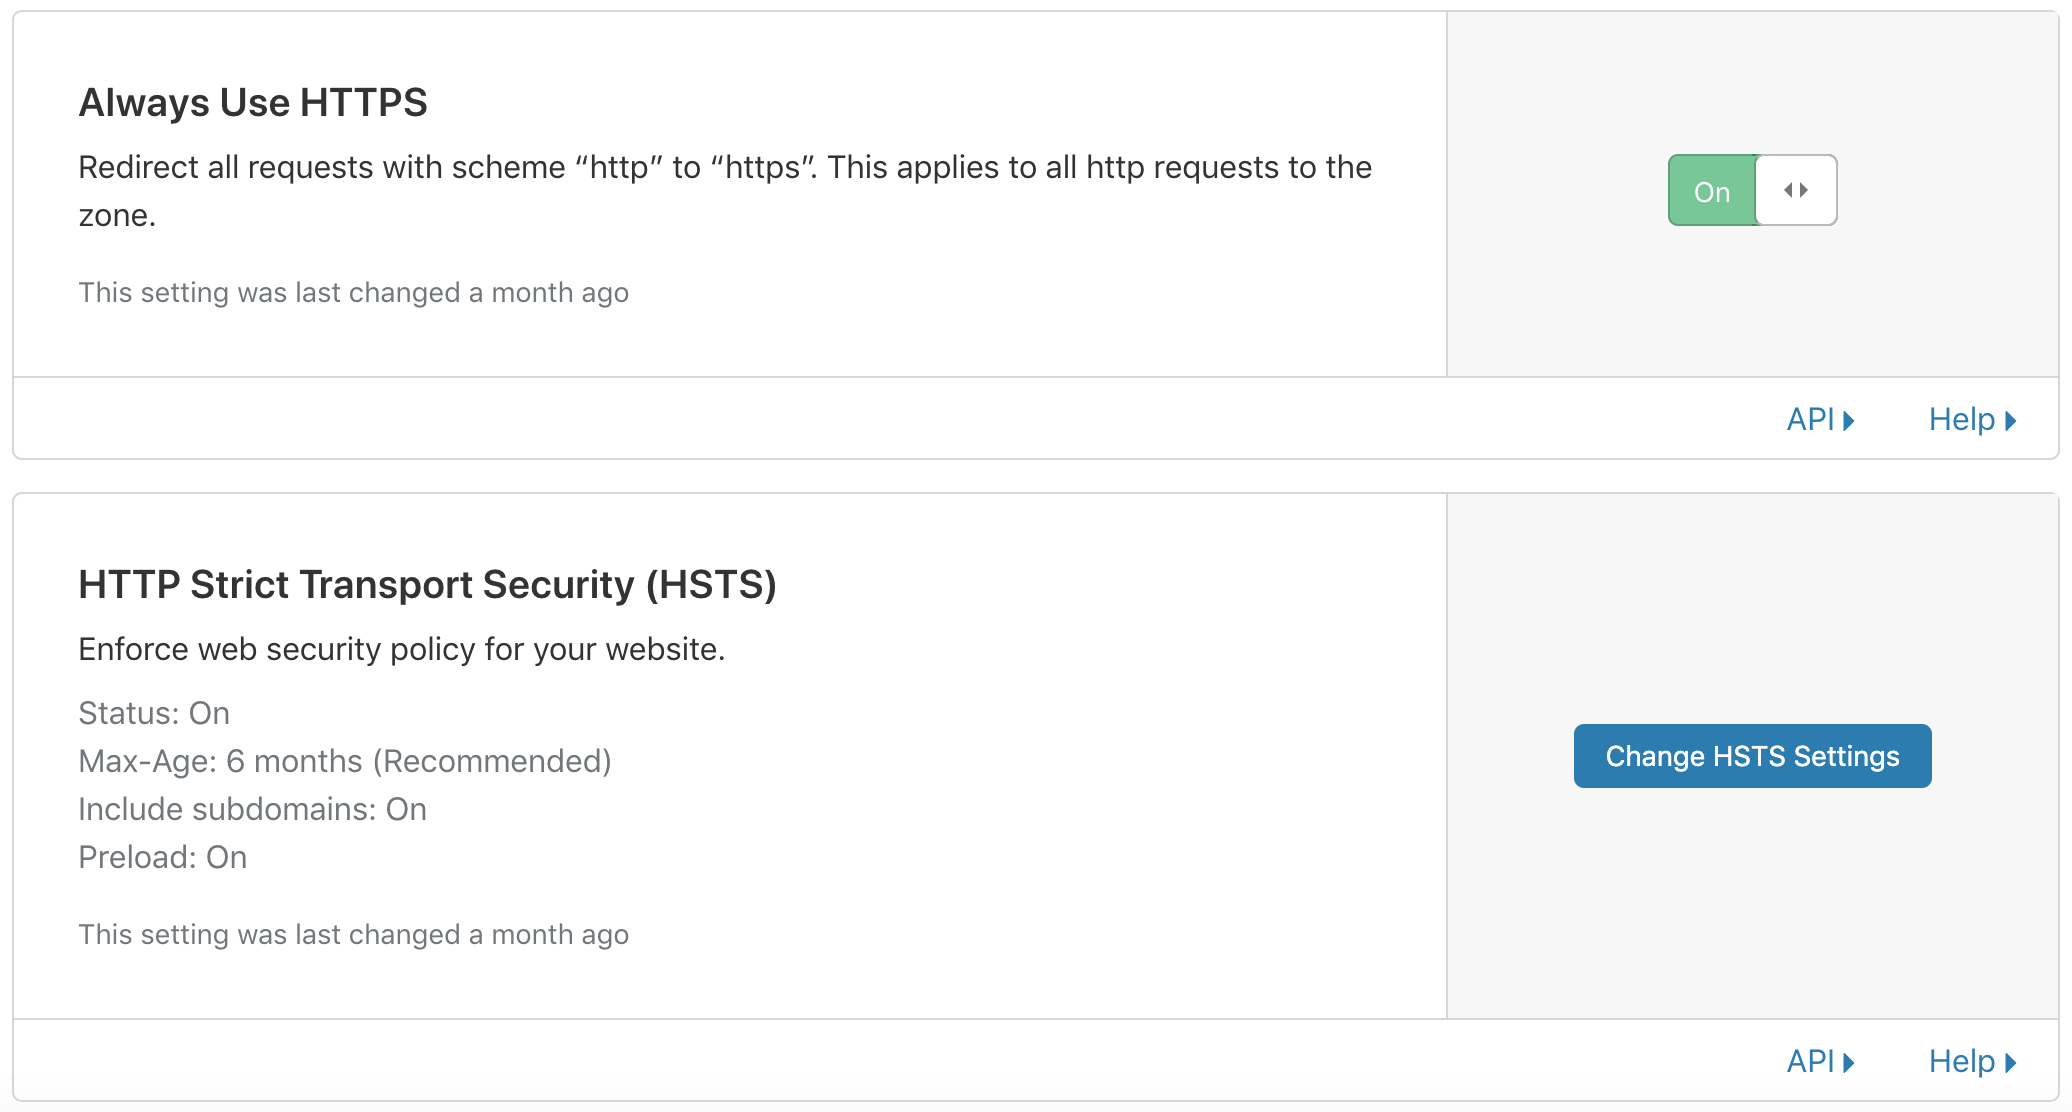 Always Use HTTPS
Redirect all requests with scheme “http” to “https”. This applies to all http requests to the
zone.
This setting was last changed a month ago
On
API
Help
HTTP Strict Transport Security (HSTS)
Enforce web security policy for your website.
Status: On
Max-Age: 6 months (Recommended)
Include subdomains: On
Preload: On
This setting was last changed a month ago
Change HSTS Settings
API
Help